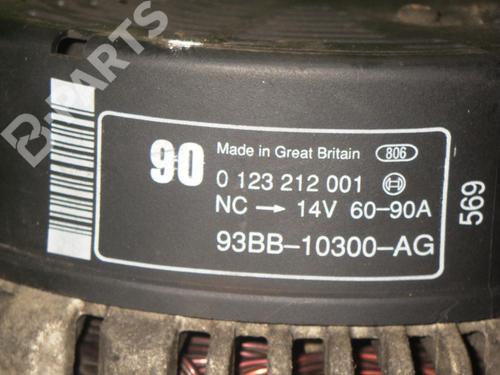 B-PARTS
90 Made in Great Britain 806
0 123 212 001
NC → 14V 60-90A
93BB-10300-AG
569